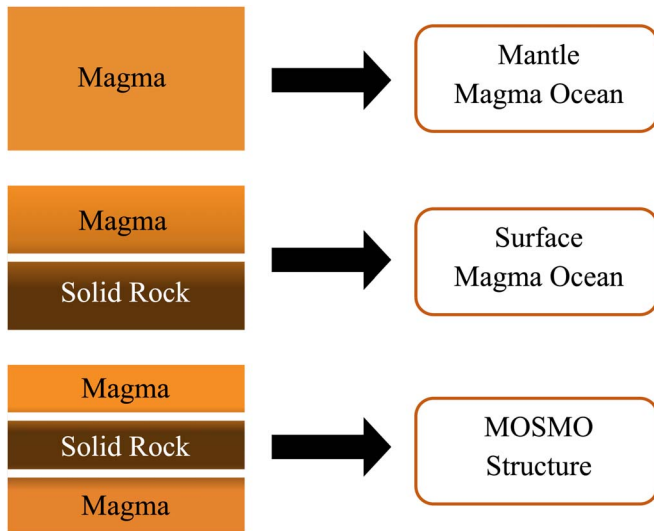 Magma
Mantle
Magma Ocean
Magma
Solid Rock
Surface
Magma Ocean
Magma
Solid Rock
Magma
MOSMO
Structure